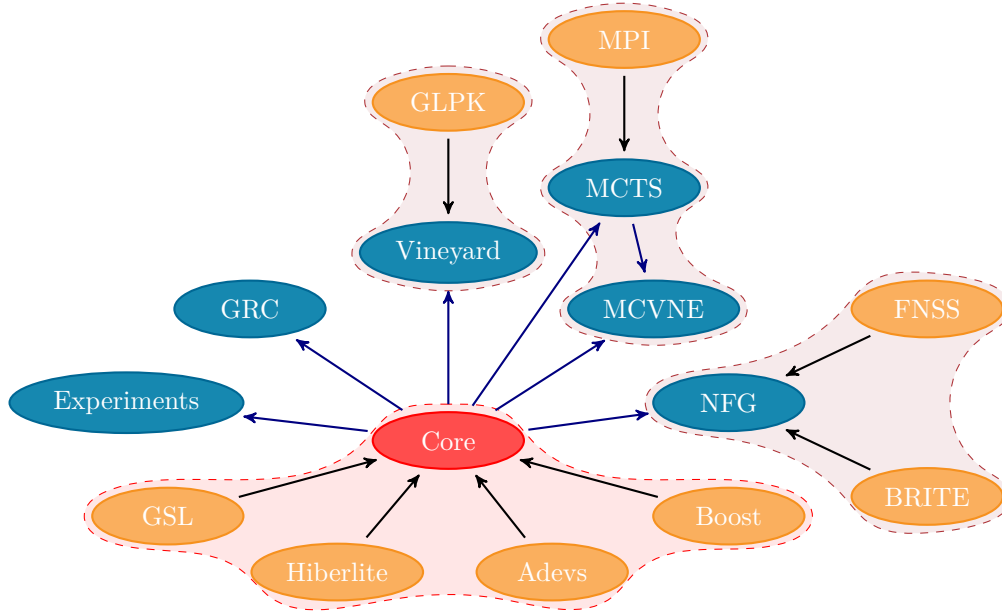 MPI
GLPK
MCTS
Vineyard
GRC
MCVNE
FNSS
Experiments
NFG
Core
GSL
Boost
BRITE
Hiberlite
Adevs